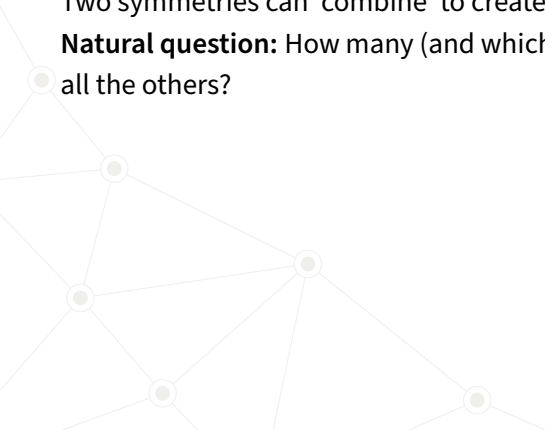 Two symmetries can 'combine' to create
Natural question: How many (and which
all the others?